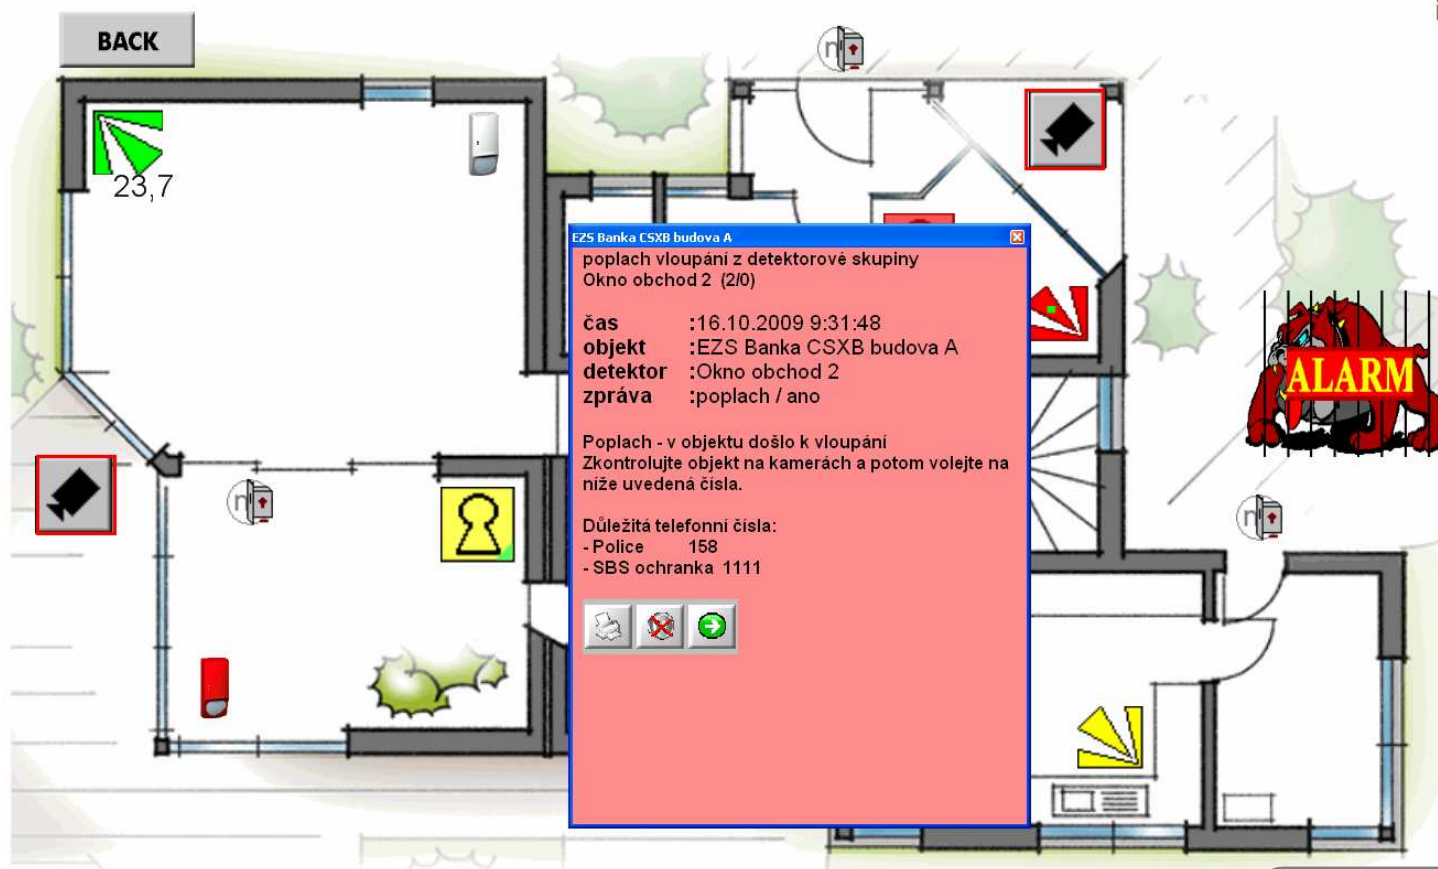 BACK
23,7
EZS Banka CSXB budova A
poplach vloupání z detektorové skupiny
Okno obchod 2 (2/0)
čas :16.10.2009 9:31:48
objekt :EZS Banka CSXB budova A
detektor :Okno obchod 2
zpráva :poplach / ano
Poplach - v objektu došlo k vloupání
Zkontrolujte objekt na kamerách a potom volejte na
níže uvedená čísla.
Důležitá telefonní čísla:
- Police 158
- SBS ochranka 1111
ALARM